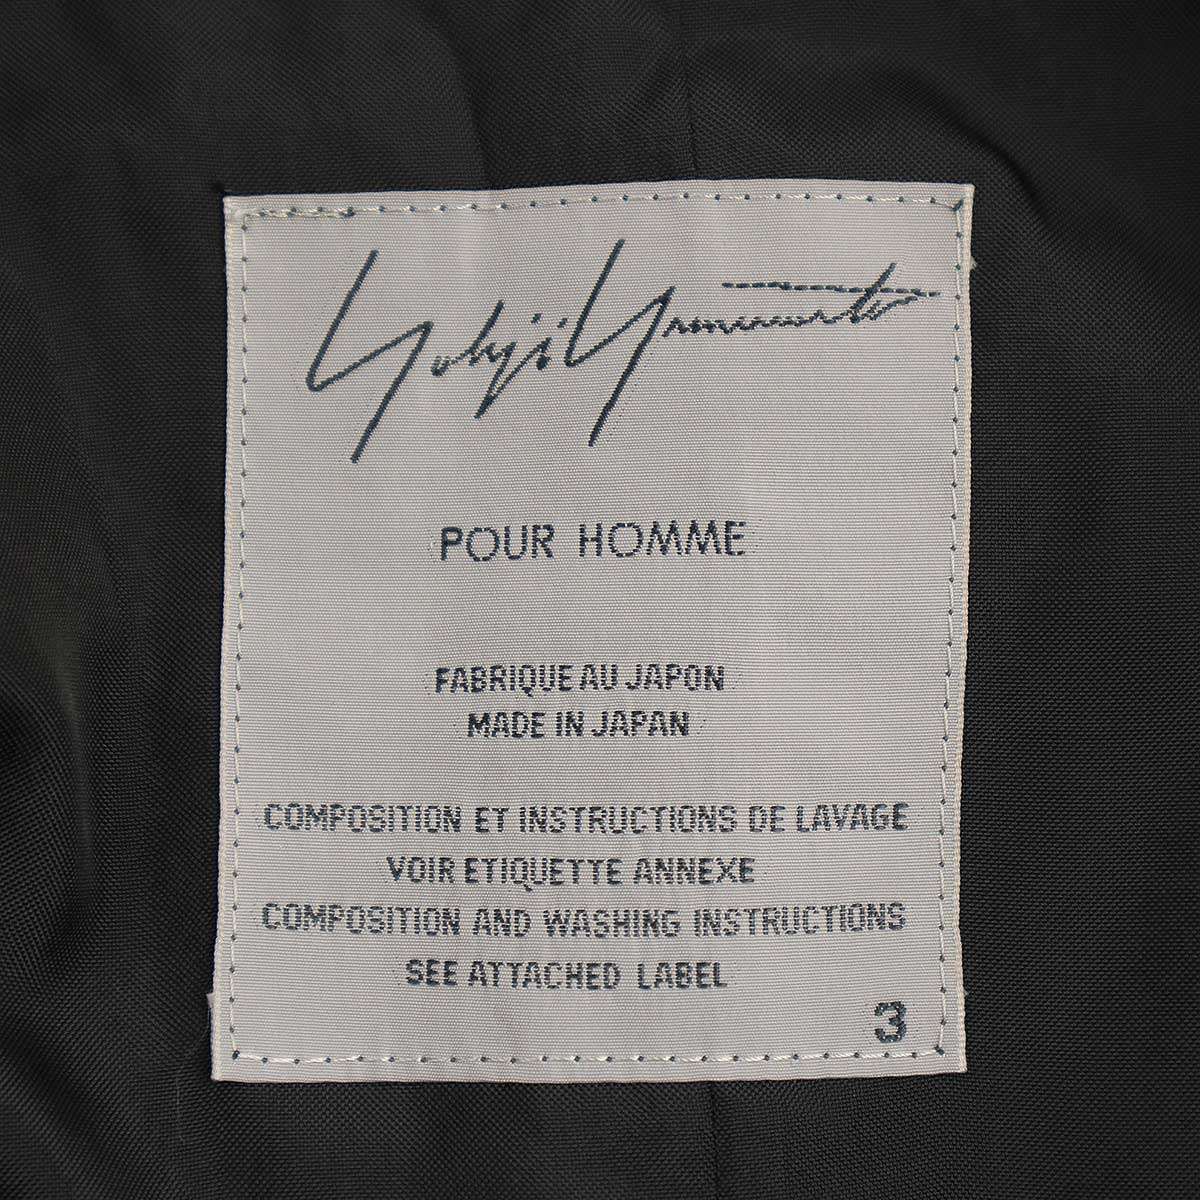 Yohji Yamamoto
POUR HOMME
FABRIQUE AU JAPON
MADE IN JAPAN
COMPOSITION ET INSTRUCTIONS DE LAVAGE
VOIR ETIQUETTE ANNEXE
COMPOSITION AND WASHING INSTRUCTIONS
SEE ATTACHED LABEL
3